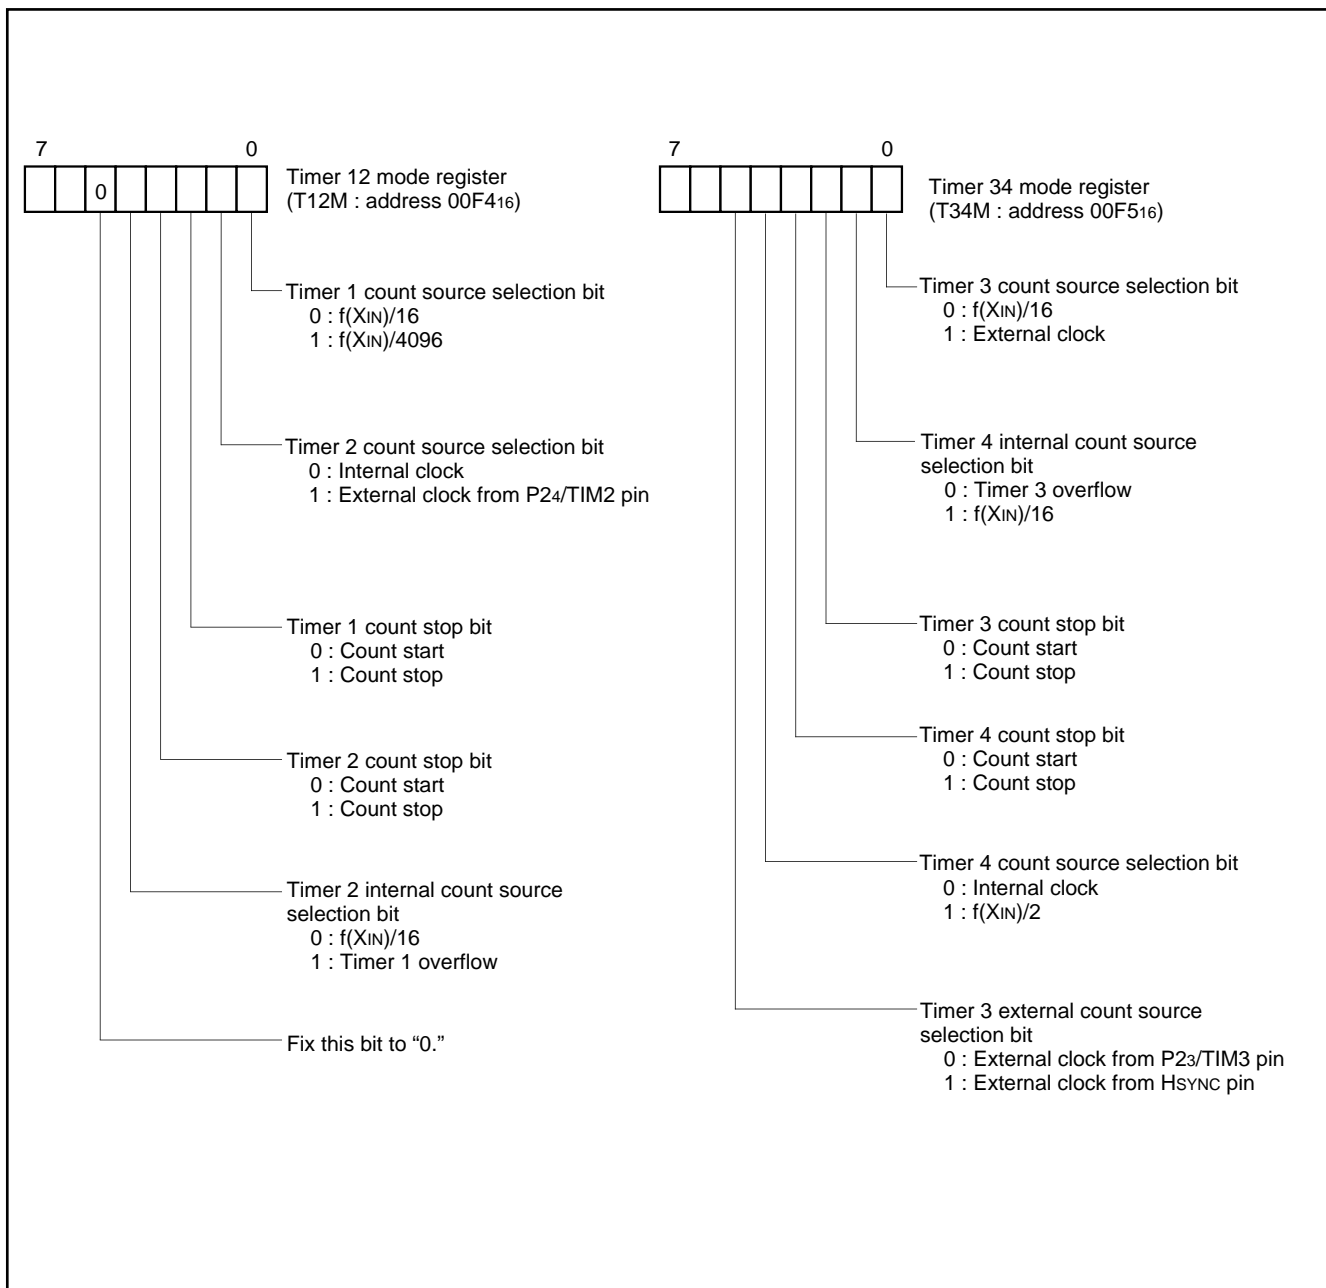 7 0
0
Timer 12 mode register
(T12M : address 00F416)
Timer 1 count source selection bit
0 : f(XIN)/16
1 : f(XIN)/4096
Timer 2 count source selection bit
0 : Internal clock
1 : External clock from P24/TIM2 pin
Timer 1 count stop bit
0 : Count start
1 : Count stop
Timer 2 count stop bit
0 : Count start
1 : Count stop
Timer 2 internal count source
selection bit
0 : f(XIN)/16
1 : Timer 1 overflow
Fix this bit to “0.”
7 0
Timer 34 mode register
(T34M : address 00F516)
Timer 3 count source selection bit
0 : f(XIN)/16
1 : External clock
Timer 4 internal count source
selection bit
0 : Timer 3 overflow
1 : f(XIN)/16
Timer 3 count stop bit
0 : Count start
1 : Count stop
Timer 4 count stop bit
0 : Count start
1 : Count stop
Timer 4 count source selection bit
0 : Internal clock
1 : f(XIN)/2
Timer 3 external count source
selection bit
0 : External clock from P23/TIM3 pin
1 : External clock from HSYNC pin